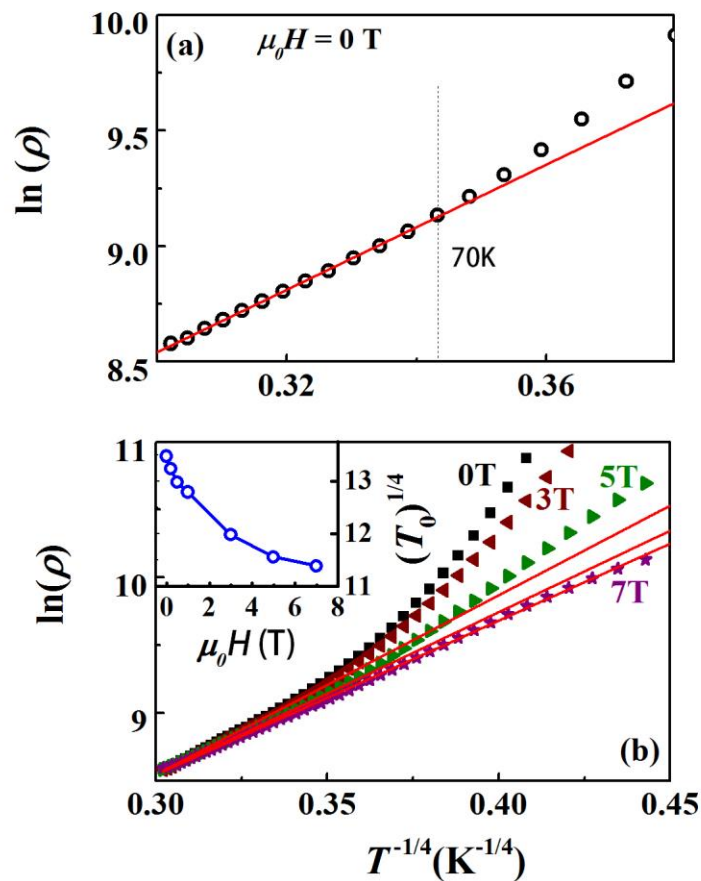 (a)
μ₀H = 0 T
10.0
9.5
9.0
8.5
ln (ρ)
70K
0.32
0.36
(b)
11
10
9
ln(ρ)
0T
3T
5T
7T
13
12
11
(T₀)^{1/4}
0 2 4 6 8
μ₀H (T)
0.30 0.35 0.40 0.45
T^{-1/4}(K^{-1/4})